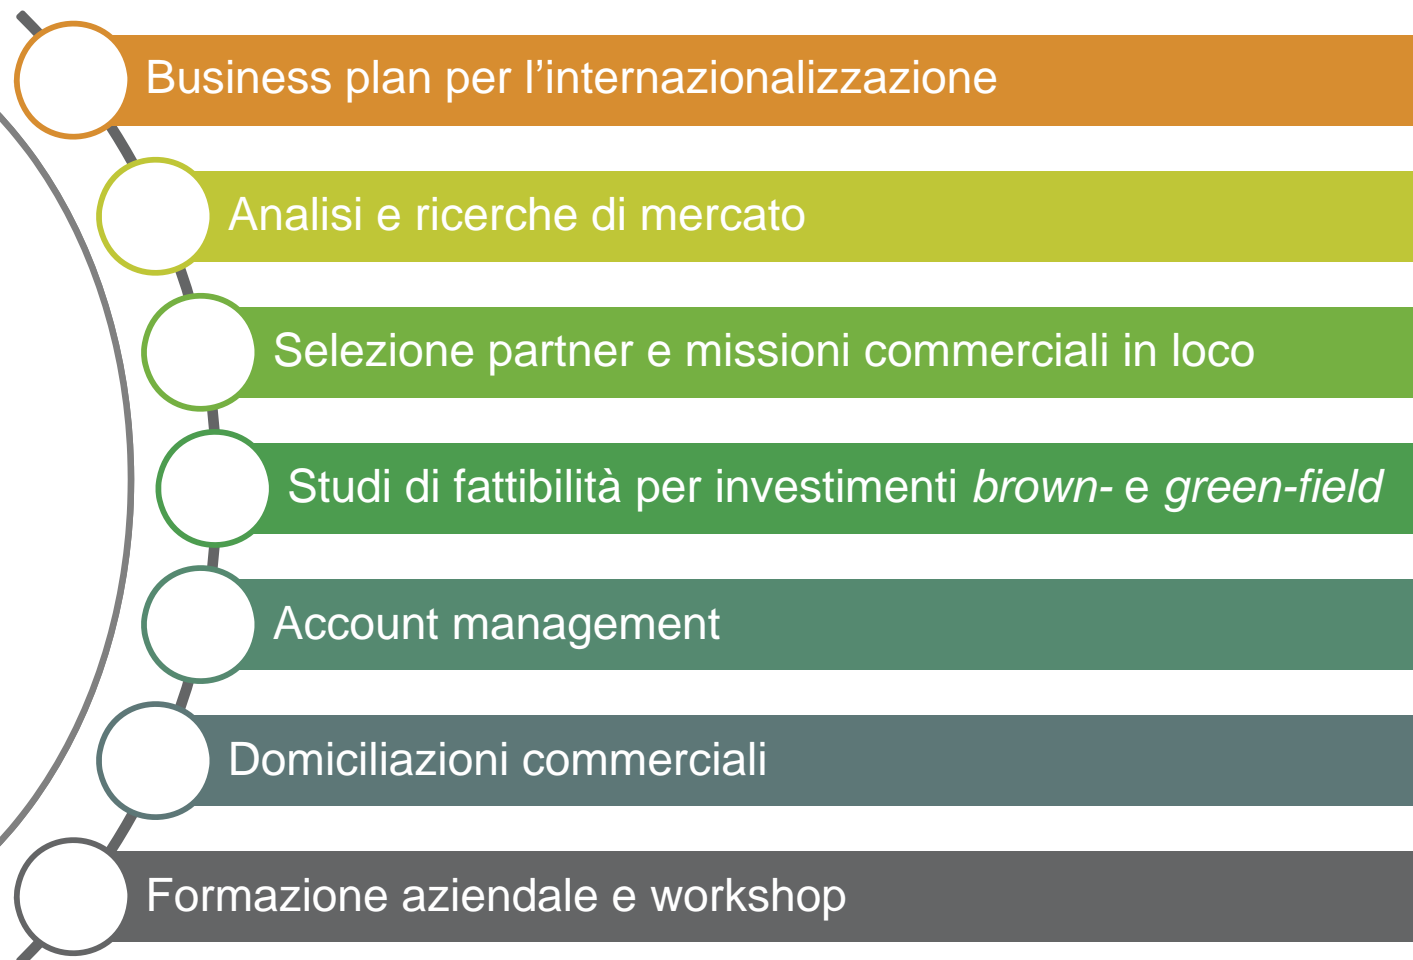 Business plan per l’internazionalizzazione
Analisi e ricerche di mercato
Selezione partner e missioni commerciali in loco
Studi di fattibilità per investimenti brown- e green-field
Account management
Domiciliazioni commerciali
Formazione aziendale e workshop